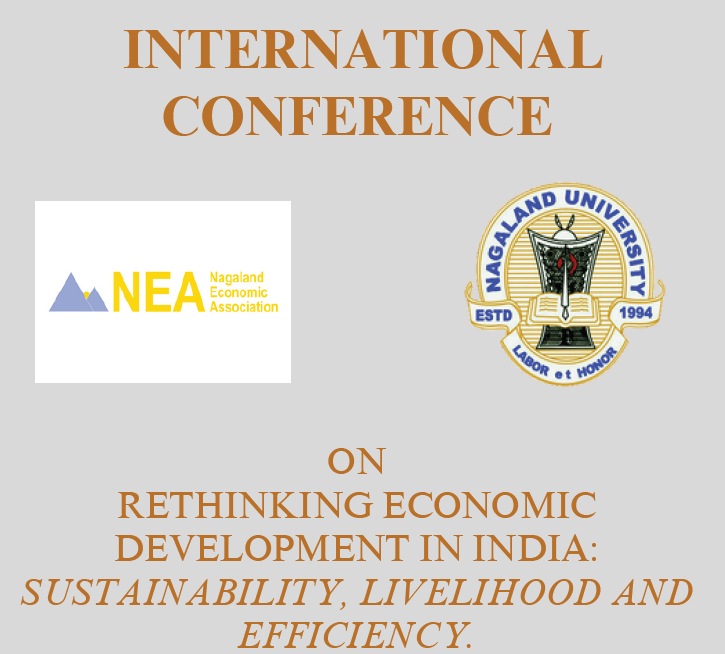 INTERNATIONAL
CONFERENCE
NEA
Nagaland
Economic
Association
NAGALAND UNIVERSITY
ESTD 1994
LABOR et HONOR
ON
RETHINKING ECONOMIC
DEVELOPMENT IN INDIA:
SUSTAINABILITY, LIVELIHOOD AND
EFFICIENCY.